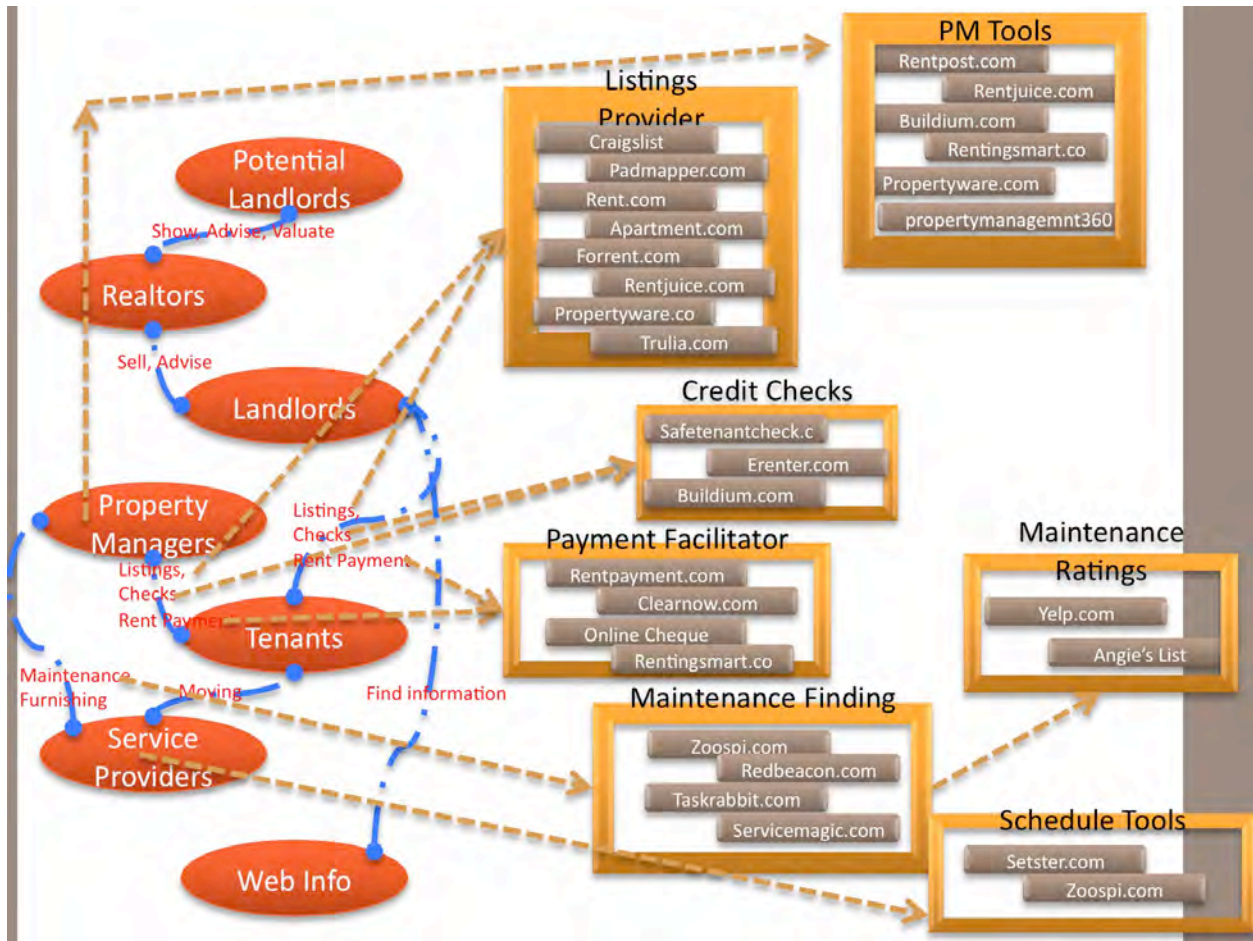 PM Tools
Rentpost.com
Rentjuice.com
Buildium.com
Rentingsmart.co
Propertyware.com
propertymanagemnt360
Listings
Provider
Craigslist
Padmapper.com
Rent.com
Apartment.com
Forrent.com
Rentjuice.com
Propertyware.co
Trulia.com
Potential
Landlords
Show, Advise, Valuate
Realtors
Sell, Advise
Landlords
Credit Checks
Safetenantcheck.c
Erenter.com
Buildium.com
Property
Managers
Listings,
Checks
Rent Payment
Listings,
Checks
Rent Payment
Tenants
Payment Facilitator
Rentpayment.com
Clearnow.com
Online Cheque
Rentingsmart.co
Maintenance
Ratings
Yelp.com
Angie's List
Maintenance
Furnishing
Moving
Find information
Service
Providers
Maintenance Finding
Zoospi.com
Redbeacon.com
Taskrabbit.com
Servicemagic.com
Schedule Tools
Setster.com
Zoospi.com
Web Info